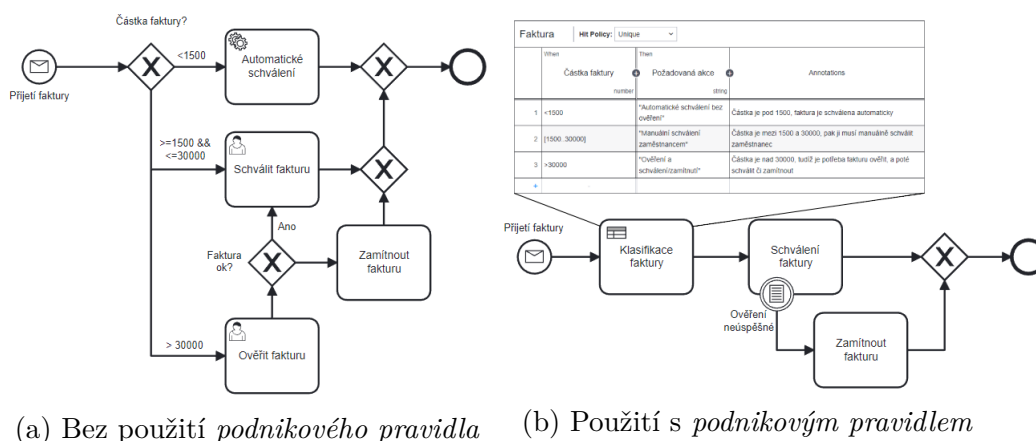 Částka faktury?
<1500
Automatické
schválení
Přijetí faktury
>=1500 &&
<=30000
Schválit fakturu
Ano
Faktura
ok?
Zamítnout
fakturu
> 30000
Ověřit fakturu
(a) Bez použití podnikového pravidla
Faktura
Hit Policy: Unique
When
Then
Částka faktury
Požadovaná akce
Annotations
number
string
1 <1500 "Automatické schválení bez
ověření" Částka je pod 1500, faktura je schválena automaticky
2 [1500..30000] "Manuální schválení
zaměstnancem" Částka je mezi 1500 a 30000, pak ji musí manuálně schválit
zaměstnanec
3 >30000 "Ověření a
schválení/zamítnutí" Částka je nad 30000, tudíž je potřeba fakturu ověřit, a poté
schválit či zamítnout
+ -
Přijetí faktury
Klasifikace
faktury
Schválení
faktury
Ověření
neúspěšné
Zamítnout
fakturu
(b) Použití s podnikovým pravidlem